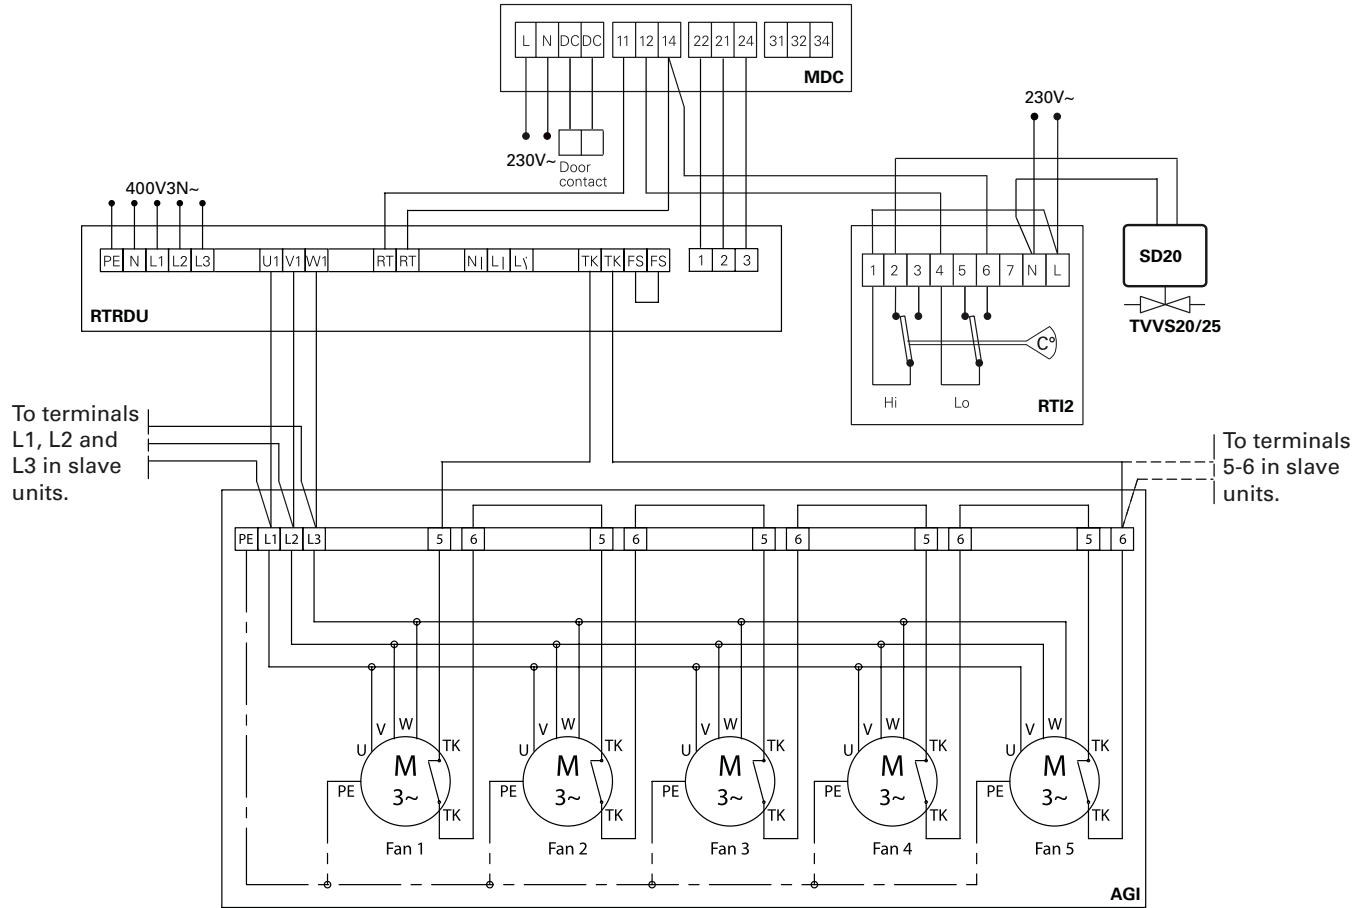 L N DC DC 11 12 14 22 21 24 31 32 34
MDC
230V~
Door
contact
230V~
400V3N~
PE N L1 L2 L3 U1 V1 W1 RT RT TK TK FS FS 1 2 3
RTRDU
1 2 3 4 5 6 7 N L
C°
Hi
Lo
RTI2
SD20
TVVS20/25
To terminals
L1, L2 and
L3 in slave
units.
To terminals
5-6 in slave
units.
PE L1 L2 L3 5 6 5 6 5 6 5 6 5 6
U V W TK
M
3~
PE
TK
Fan 1
U V W TK
M
3~
PE
TK
Fan 2
U V W TK
M
3~
PE
TK
Fan 3
U V W TK
M
3~
PE
TK
Fan 4
U V W TK
M
3~
PE
TK
Fan 5
AGI